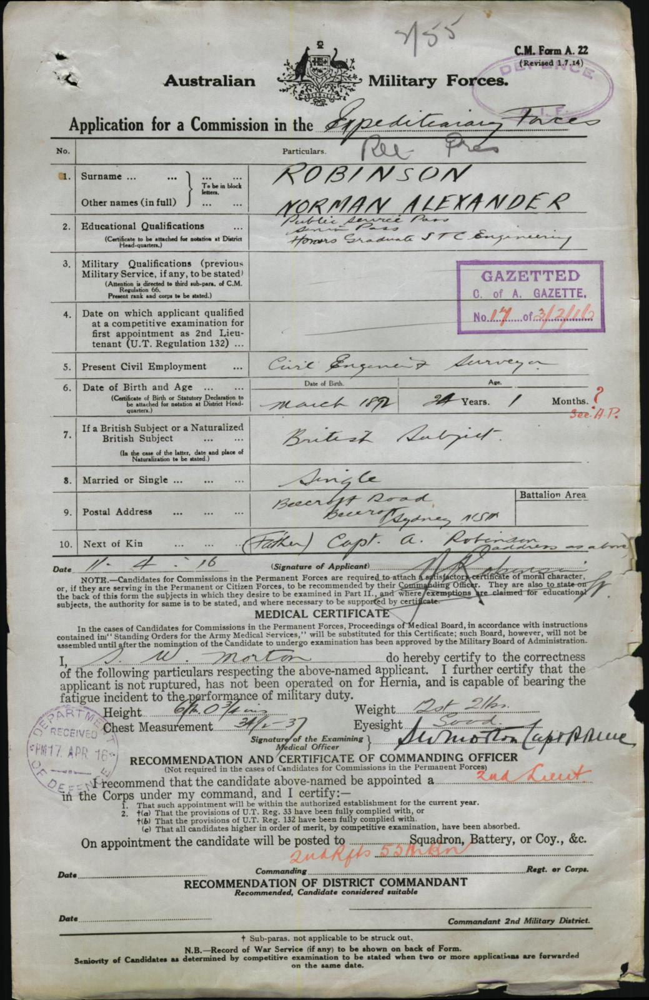 2/55
C.M. Form A. 22
(Revised 1.7.14)
DEFENCE
A.I.F.
Australian Military Forces.
AUSTRALIA
Application for a Commission in the Expeditionary Forces
No. Particulars.
1. Surname ... ... ... ... ROBINSON
To be in block letters.
Other names (in full) ... ... NORMAN ALEXANDER
2. Educational Qualifications ... Public Service Pass
Senior Pass
(Certificate to be attached for notation at District Head-quarters.) Honors Graduate S T C Engineering
3. Military Qualifications (previous
Military Service, if any, to be stated)
(Attention is directed to third sub-para. of C.M.
Regulation 66.
Present rank and corps to be stated.)
GAZETTED
C. of A. GAZETTE.
No. 17 of 3/2/16
4. Date on which applicant qualified
at a competitive examination for
first appointment as 2nd Lieu-
tenant (U.T. Regulation 132) ...
5. Present Civil Employment ... Civil Engineer & Surveyor
6. Date of Birth and Age ... ... Date of Birth. Age.
(Certificate of Birth or Statutory Declaration to
be attached for notation at District Head-
quarters.)
March 1892 24 Years. 1 Months. ?
See A.P.
7. If a British Subject or a Naturalized
British Subject ... ... British Subject.
(In the case of the latter, date and place of
Naturalization to be stated.)
8. Married or Single ... ... ... Single
9. Postal Address ... ... ... Beecroft Road
Beecroft Sydney NSW
Battalion Area
10. Next of Kin ... ... ... (Father) Capt. A. Robinson
(address as above)
Date 11 - 4 - 16 (Signature of Applicant) Robinson
NOTE.—Candidates for Commissions in the Permanent Forces are required to attach a satisfactory certificate of moral character,
or, if they are serving in the Permanent or Citizen Forces, to be recommended by their Commanding Officer. They are also to state on
the back of this form the subjects in which they desire to be examined in Part II., and where exemptions are claimed for educational
subjects, the authority for same is to be stated, and where necessary to be supported by certificate.
MEDICAL CERTIFICATE
In the cases of Candidates for Commissions in the Permanent Forces, Proceedings of Medical Board, in accordance with instructions
contained in "Standing Orders for the Army Medical Services," will be substituted for this Certificate; such Board, however, will not be
assembled until after the nomination of the Candidate to undergo examination has been approved by the Military Board of Administration.
I, S. W. Morton do hereby certify to the correctness
of the following particulars respecting the above-named applicant. I further certify that the
applicant is not ruptured, has not been operated on for Hernia, and is capable of bearing the
fatigue incident to the performance of military duty.
Height 6ft. 0 3/4 ins Weight 12st 2lbs.
Chest Measurement 34½ - 37 Eyesight Good.
Signature of the Examining
Medical Officer } SW Morton Capt
DEPARTMENT OF DEFENCE
RECEIVED
PM 17 APR 16
RECOMMENDATION AND CERTIFICATE OF COMMANDING OFFICER
(Not required in the cases of Candidates for Commissions in the Permanent Forces)
I recommend that the candidate above-named be appointed a 2nd Lieut.
in the Corps under my command, and I certify:—
1. That such appointment will be within the authorized establishment for the current year.
2. †(a) That the provisions of U.T. Reg. 33 have been fully complied with, or
†(b) That the provisions of U.T. Reg. 132 have been fully complied with.
(c) That all candidates higher in order of merit, by competitive examination, have been absorbed.
On appointment the candidate will be posted to Squadron, Battery, or Coy., &c.
2nd Rfts 55th Bn
Date Commanding Regt. or Corps.
RECOMMENDATION OF DISTRICT COMMANDANT
Recommended, Candidate considered suitable
Date
Commandant 2nd Military District.
† Sub-paras. not applicable to be struck out.
N.B.—Record of War Service (if any) to be shown on back of Form.
Seniority of Candidates as determined by competitive examination to be stated when two or more applications are forwarded
on the same date.